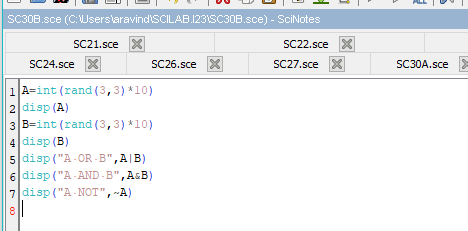 SC30B.sce (C:\Users\aravind\SCILAB.I23\SC30B.sce) - SciNotes
SC21.sce SC22.sce
SC24.sce SC26.sce SC27.sce SC30A.sce
1 A=int(rand(3,3)*10)
2 disp(A)
3 B=int(rand(3,3)*10)
4 disp(B)
5 disp("A·OR·B",A|B)
6 disp("A·AND·B",A&B)
7 disp("A·NOT",~A)
8